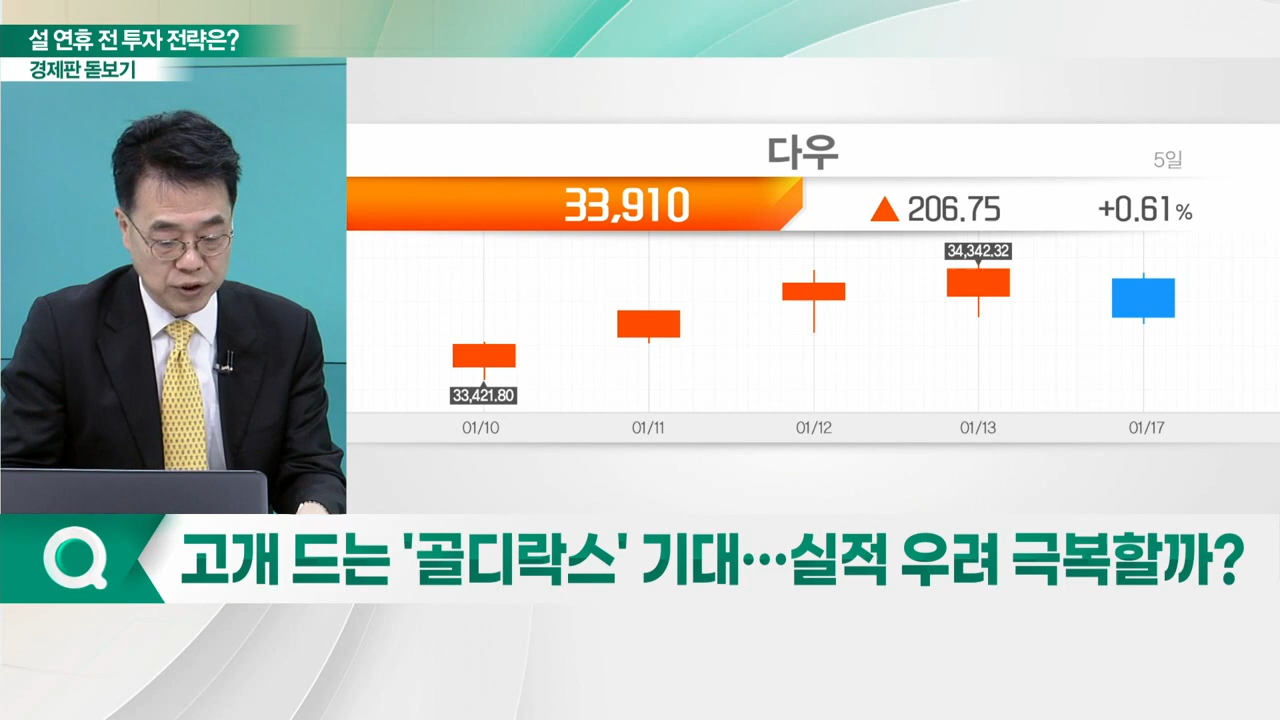 설 연휴 전 투자 전략은?
경제판 돋보기
다우
5일
33,910 ▲ 206.75 +0.61%
34,342.32
33,421.80
01/10 01/11 01/12 01/13 01/17
고개 드는 '골디락스' 기대…실적 우려 극복할까?